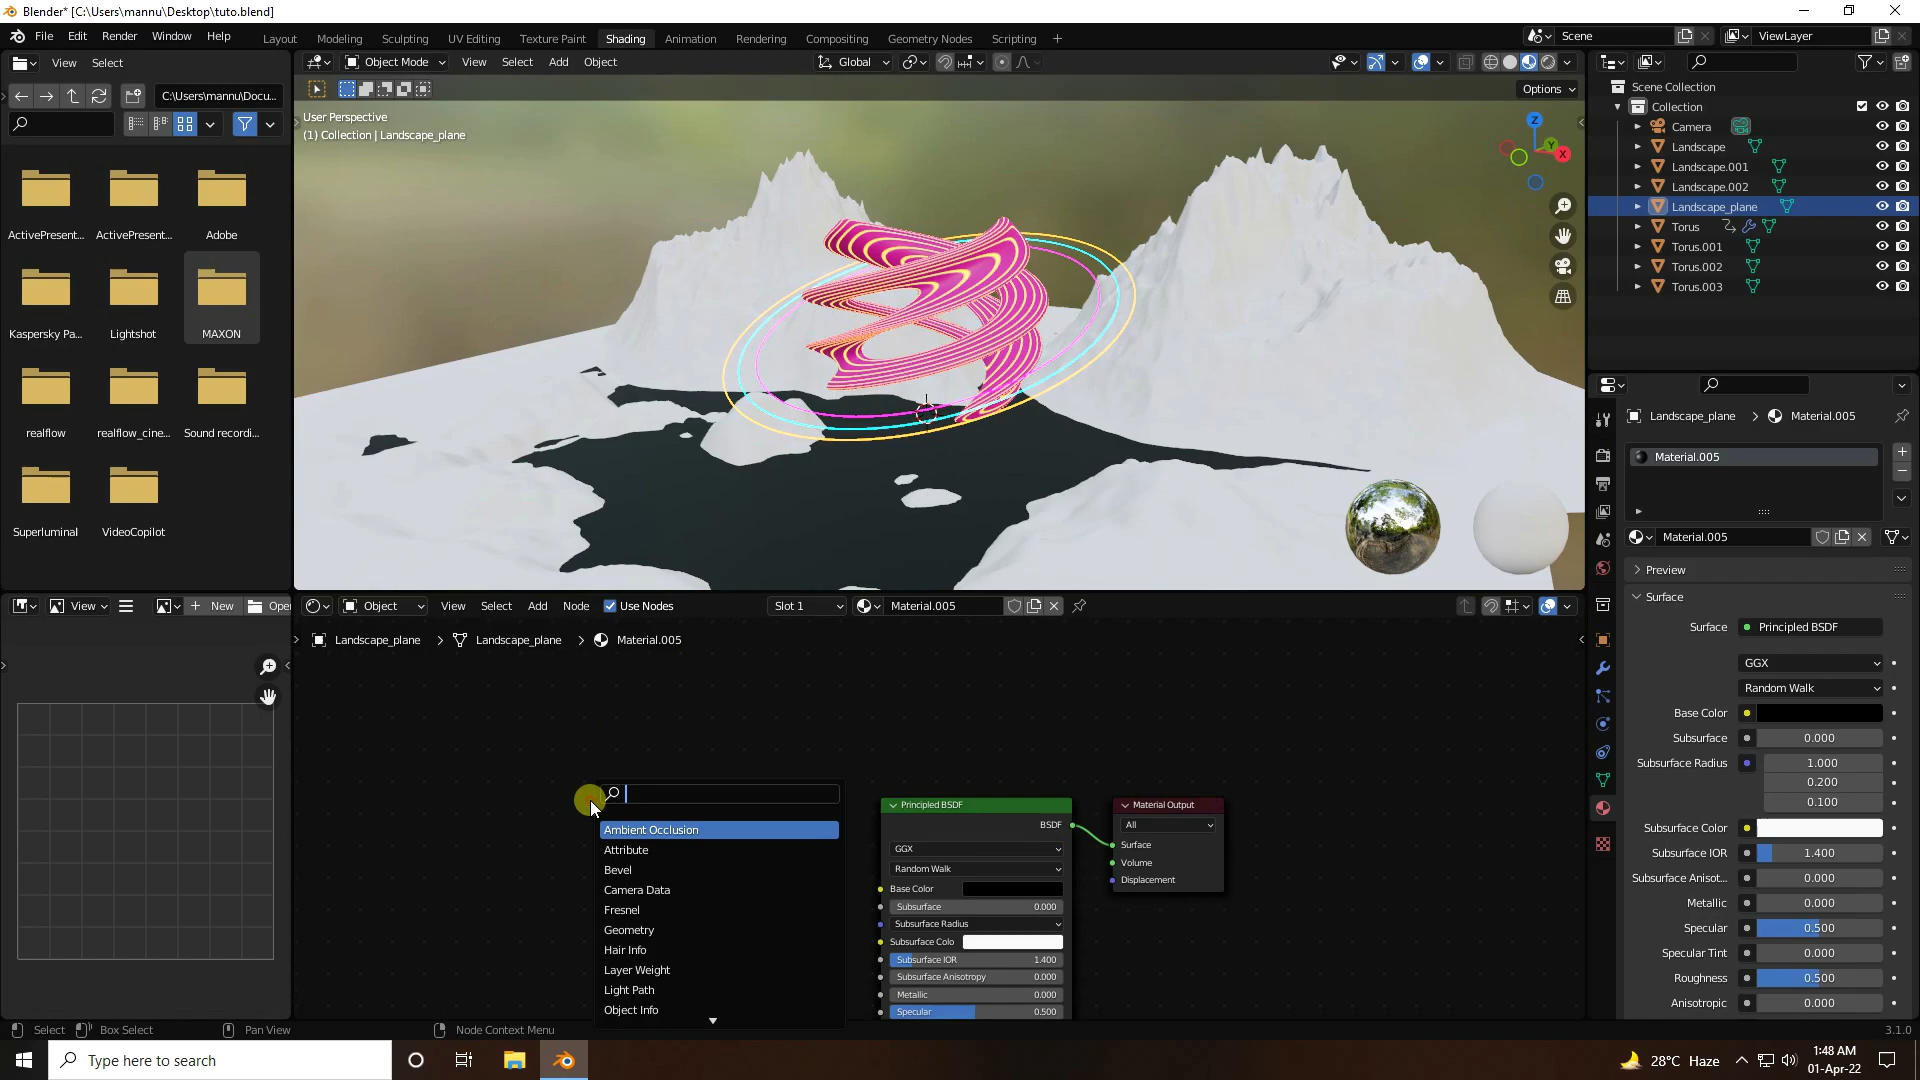 Blender* [C:\Users\mannu\Desktop\tuto.blend]
File Edit Render Window Help
Layout Modeling Sculpting UV Editing Texture Paint Shading Animation Rendering Compositing Geometry Nodes Scripting +
Scene
ViewLayer
View Select
Object Mode View Select Add Object
Global
C:\Users\mannu\Docu...
Options
User Perspective
(1) Collection | Landscape_plane
Z
Y
X
ActivePresent... ActivePresent... Adobe
Kaspersky Pa... Lightshot MAXON
realflow realflow_cine... Sound recordi...
Superluminal VideoCopilot
Scene Collection
Collection
Camera
Landscape
Landscape.001
Landscape.002
Landscape_plane
Torus
Torus.001
Torus.002
Torus.003
Landscape_plane > Material.005
Material.005
Material.005
Preview
Surface
Surface Principled BSDF
GGX
Random Walk
Base Color
Subsurface 0.000
Subsurface Radius 1.000
0.200
0.100
Subsurface Color
Subsurface IOR 1.400
Subsurface Anisot... 0.000
Metallic 0.000
Specular 0.500
Specular Tint 0.000
Roughness 0.500
Anisotropic 0.000
View + New Open
Object View Select Add Node Use Nodes Slot 1 Material.005
Landscape_plane > Landscape_plane > Material.005
Ambient Occlusion
Attribute
Bevel
Camera Data
Fresnel
Geometry
Hair Info
Layer Weight
Light Path
Object Info
Principled BSDF
BSDF
GGX
Random Walk
Base Color
Subsurface 0.000
Subsurface Radius
Subsurface Colo
Subsurface IOR 1.400
Subsurface Anisotropy 0.000
Metallic 0.000
Specular 0.500
Material Output
All
Surface
Volume
Displacement
Select Box Select Pan View Node Context Menu 3.1.0
Type here to search
28°C Haze
1:48 AM
01-Apr-22